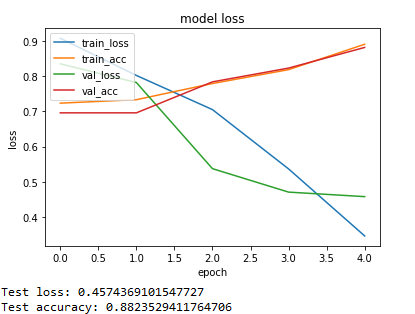 model loss
train_loss
train_acc
val_loss
val_acc
0.9
0.8
0.7
0.6
0.5
0.4
loss
0.0 0.5 1.0 1.5 2.0 2.5 3.0 3.5 4.0
epoch
Test loss: 0.4574369101547727
Test accuracy: 0.8823529411764706